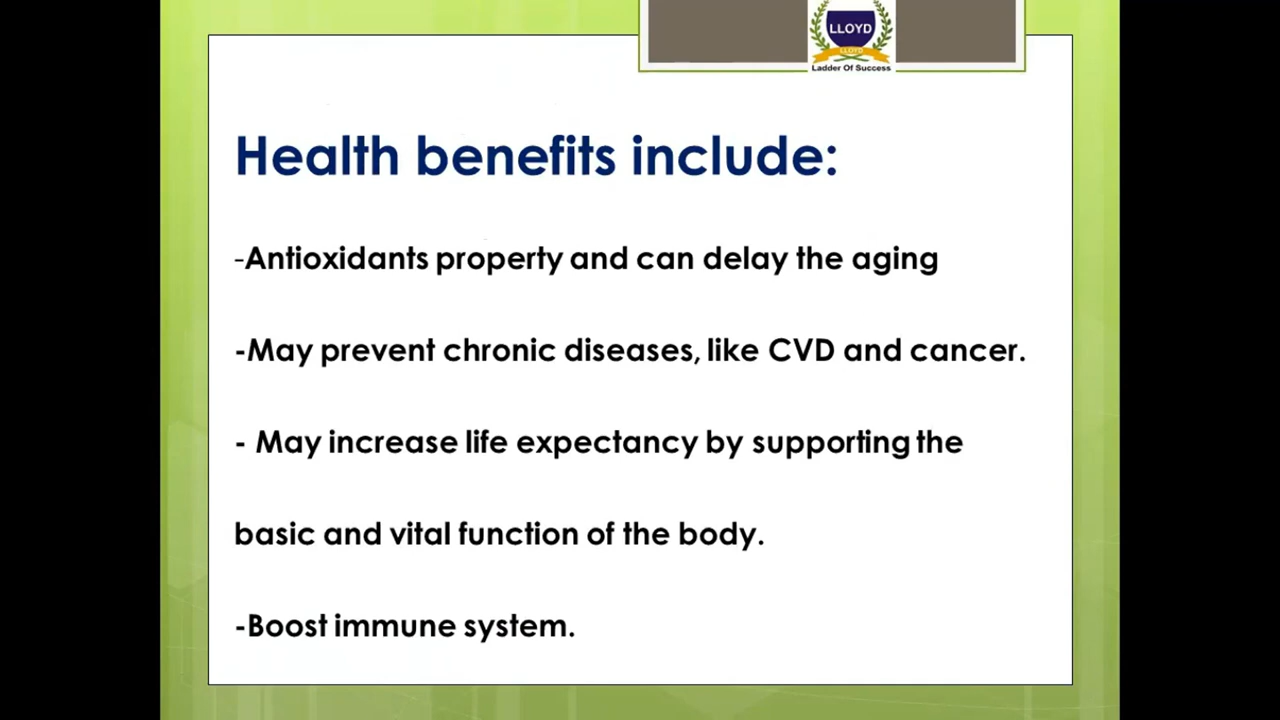 LLOYD
LLOYD
Ladder Of Success
Health benefits include:
-Antioxidants property and can delay the aging
-May prevent chronic diseases, like CVD and cancer.
- May increase life expectancy by supporting the
basic and vital function of the body.
-Boost immune system.